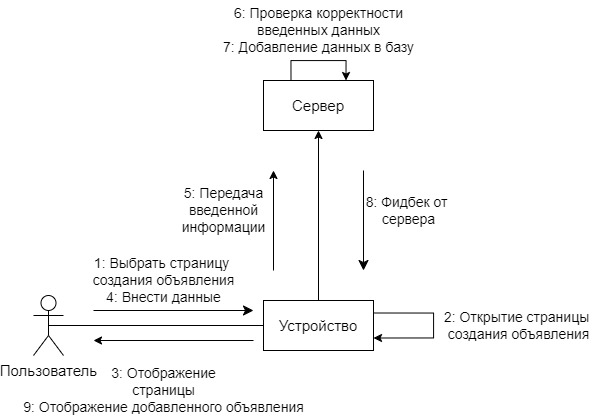 6: Проверка корректности
введенных данных
7: Добавление данных в базу
Сервер
5: Передача
введенной
информации
8: Фидбек от
сервера
1: Выбрать страницу
создания объявления
4: Внести данные
Устройство
2: Открытие страницы
создания объявления
Пользователь
3: Отображение
страницы
9: Отображение добавленного объявления